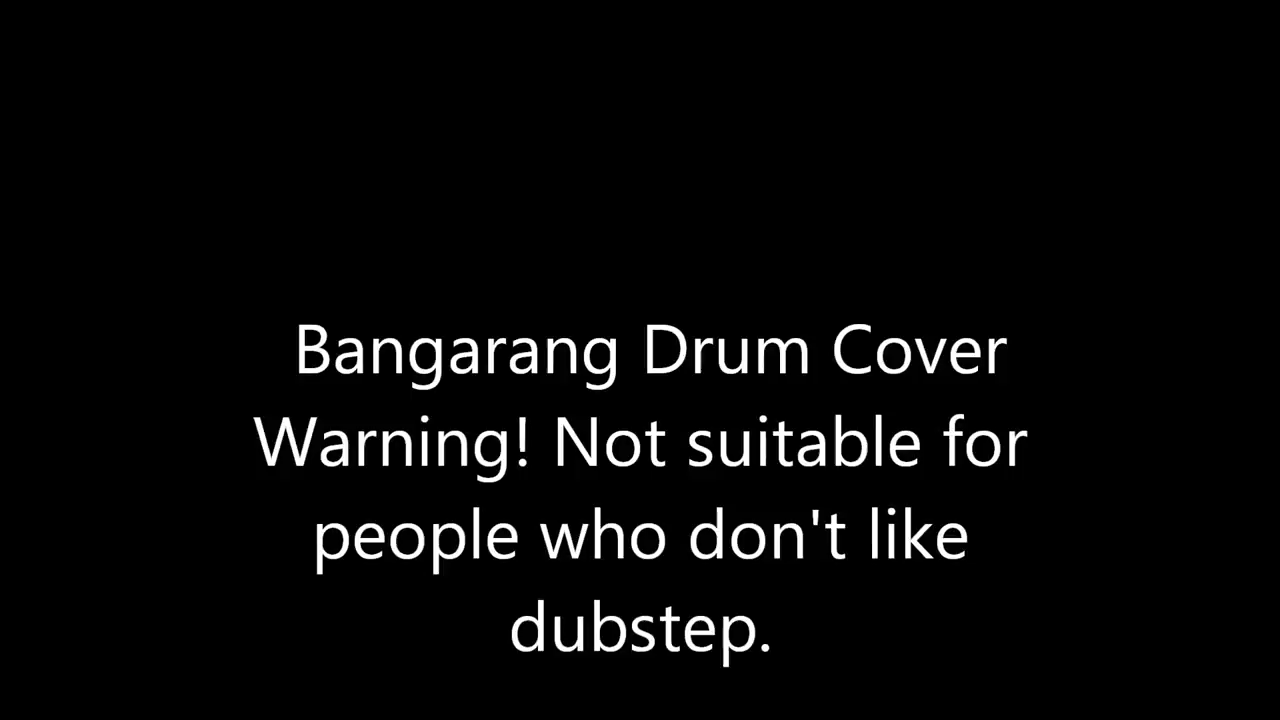 Bangarang Drum Cover
Warning! Not suitable for
people who don't like
dubstep.